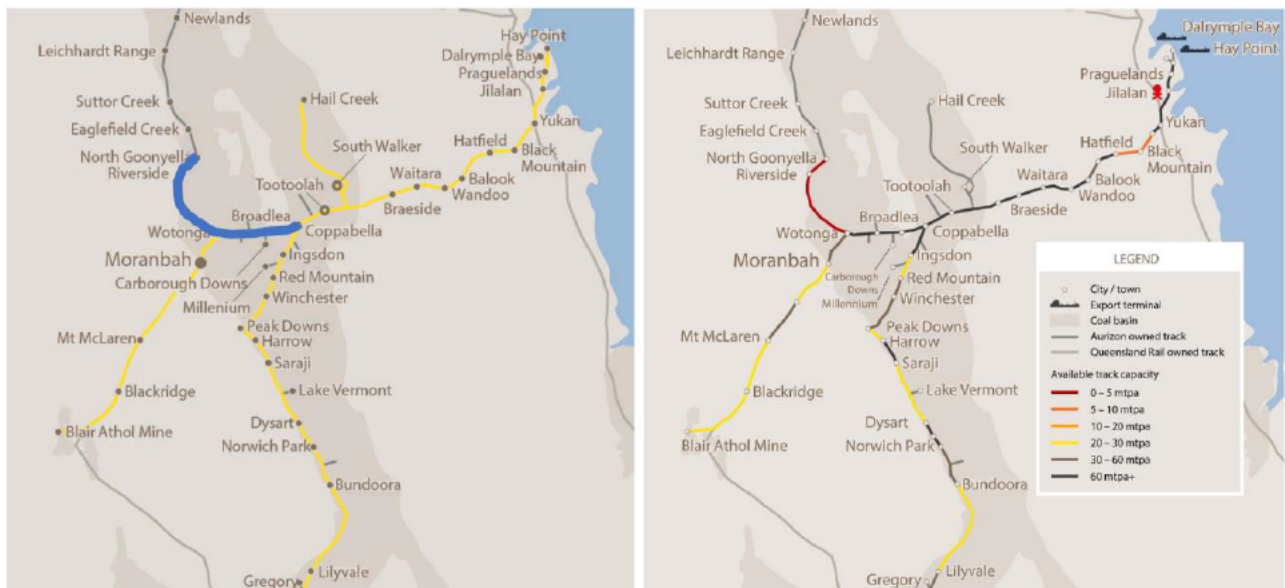 Newlands
Leichhardt Range
Suttor Creek
Eaglefield Creek
North Goonyella
Riverside
Hail Creek
South Walker
Tootoolah
Broadlea
Wotonga
Coppabella
Moranbah
Carborough Downs
Millenium
Ingsdon
Red Mountain
Winchester
Peak Downs
Harrow
Saraji
Mt McLaren
Blackridge
Blair Athol Mine
Lake Vermont
Dysart
Norwich Park
Bundoora
Lilyvale
Gregory
Hay Point
Dalrymple Bay
Praguelands
Jilalan
Yukan
Hatfield
Black
Mountain
Waitara
Balook
Wandoo
Braeside
Newlands
Leichhardt Range
Suttor Creek
Eaglefield Creek
North Goonyella
Riverside
Hail Creek
South Walker
Tootoolah
Broadlea
Wotonga
Coppabella
Moranbah
Carborough
Downs
Millennium
Ingsdon
Red Mountain
Winchester
Peak Downs
Harrow
Saraji
Mt McLaren
Blackridge
Blair Athol Mine
Lake Vermont
Dysart
Norwich Park
Bundoora
Lilyvale
Gregory
Dalrymple Bay
Hay Point
Praguelands
Jilalan
Yukan
Hatfield
Black
Mountain
Waitara
Balook
Wandoo
Braeside
LEGEND
City / town
Export terminal
Coal basin
Aurizon owned track
Queensland Rail owned track
Available track capacity
0 – 5 mtpa
5 – 10 mtpa
10 – 20 mtpa
20 – 30 mtpa
30 – 60 mtpa
60 mtpa+